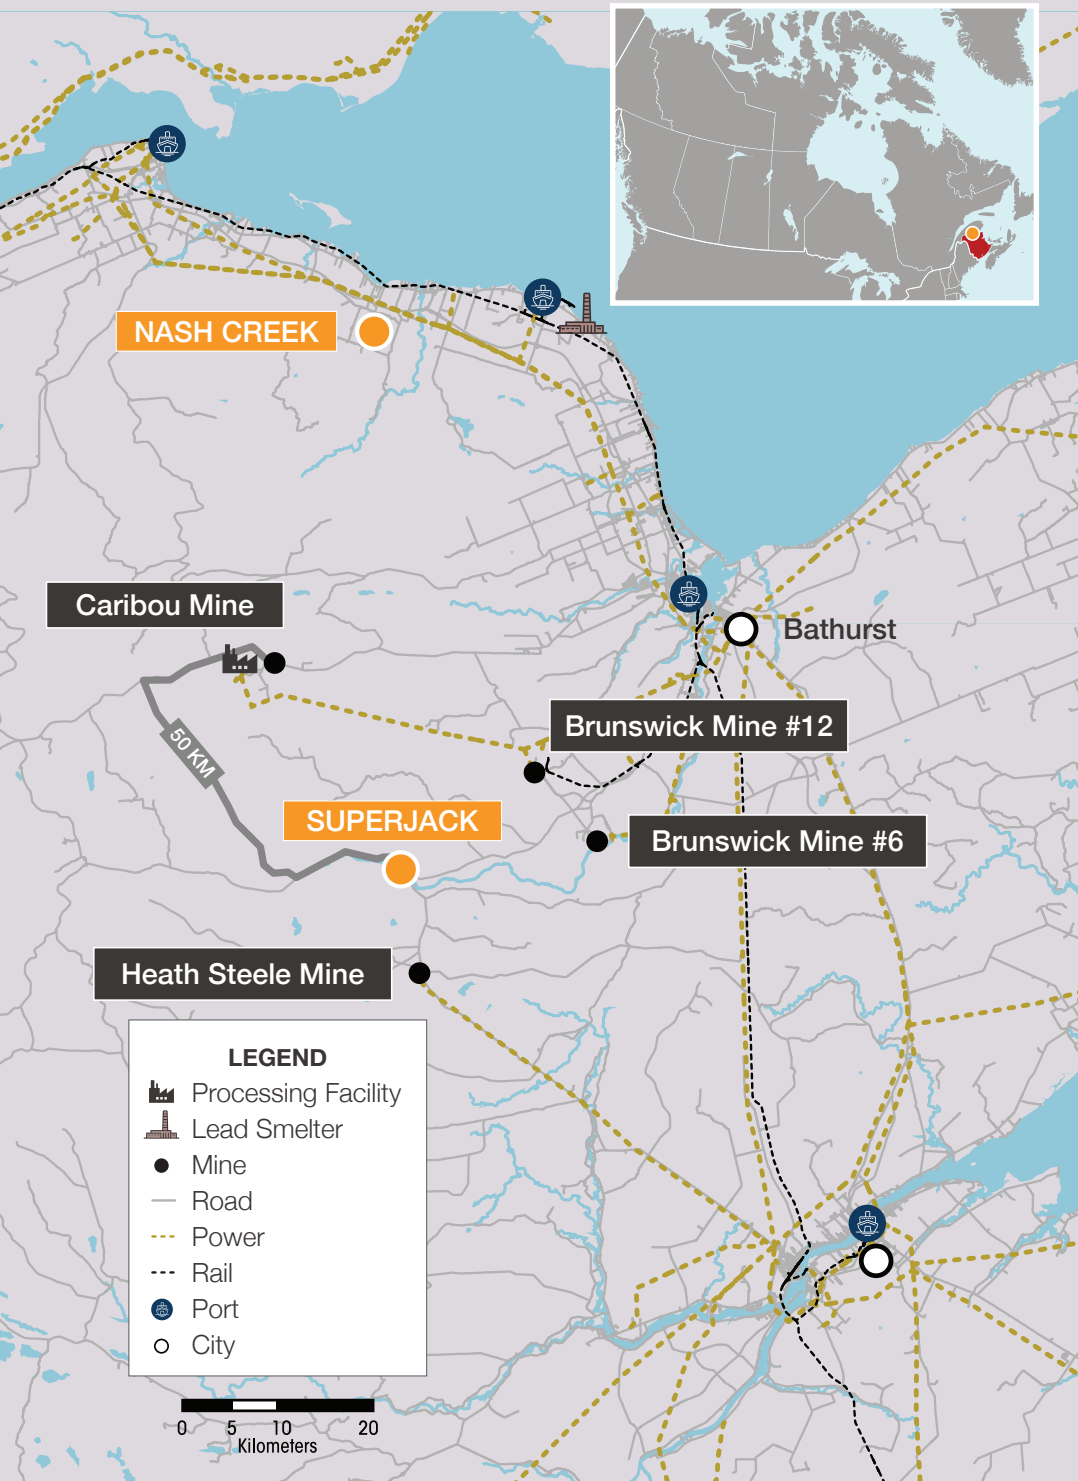 NASH CREEK
Caribou Mine
Bathurst
Brunswick Mine #12
50 KM
SUPERJACK
Brunswick Mine #6
Heath Steele Mine
LEGEND
Processing Facility
Lead Smelter
Mine
Road
Power
Rail
Port
City
0 5 10 20
Kilometers